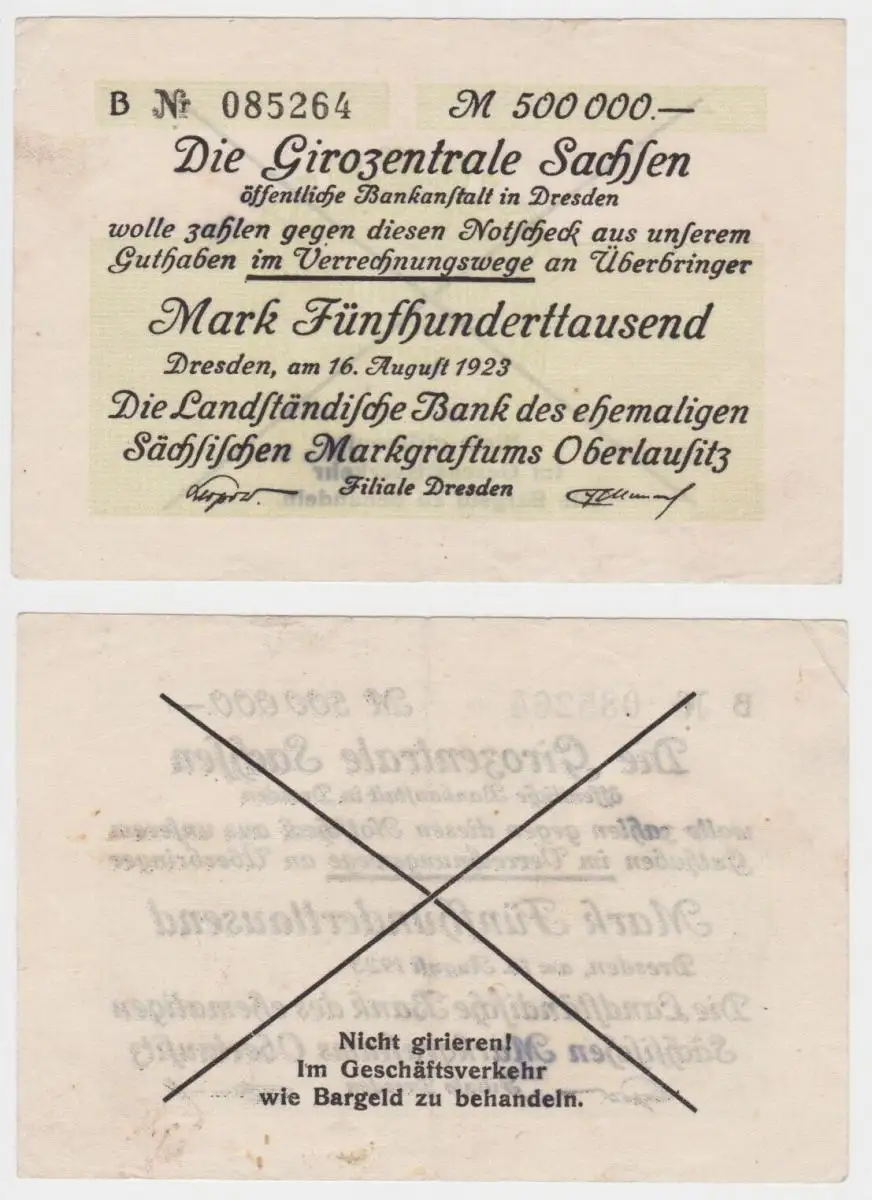 B Nr 085264 M 500 000.—
Die Girozentrale Sachſen
öffentliche Bankanſtalt in Dresden
wolle zahlen gegen diesen Notſcheck aus unſerem
Guthaben im Verrechnungswege an Überbringer
Mark Fünfhunderttausend
Dresden, am 16. Auguſt 1923
Die Landſtändiſche Bank des ehemaligen
Sächſiſchen Markgraftums Oberlauſitz
Filiale Dresden
Nicht girieren!
Im Geschäftsverkehr
wie Bargeld zu behandeln.